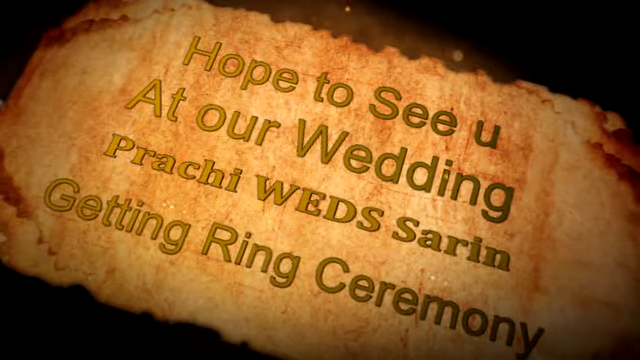 Hope to See u
At our Wedding
Prachi WEDS Sarin
Getting Ring Ceremony